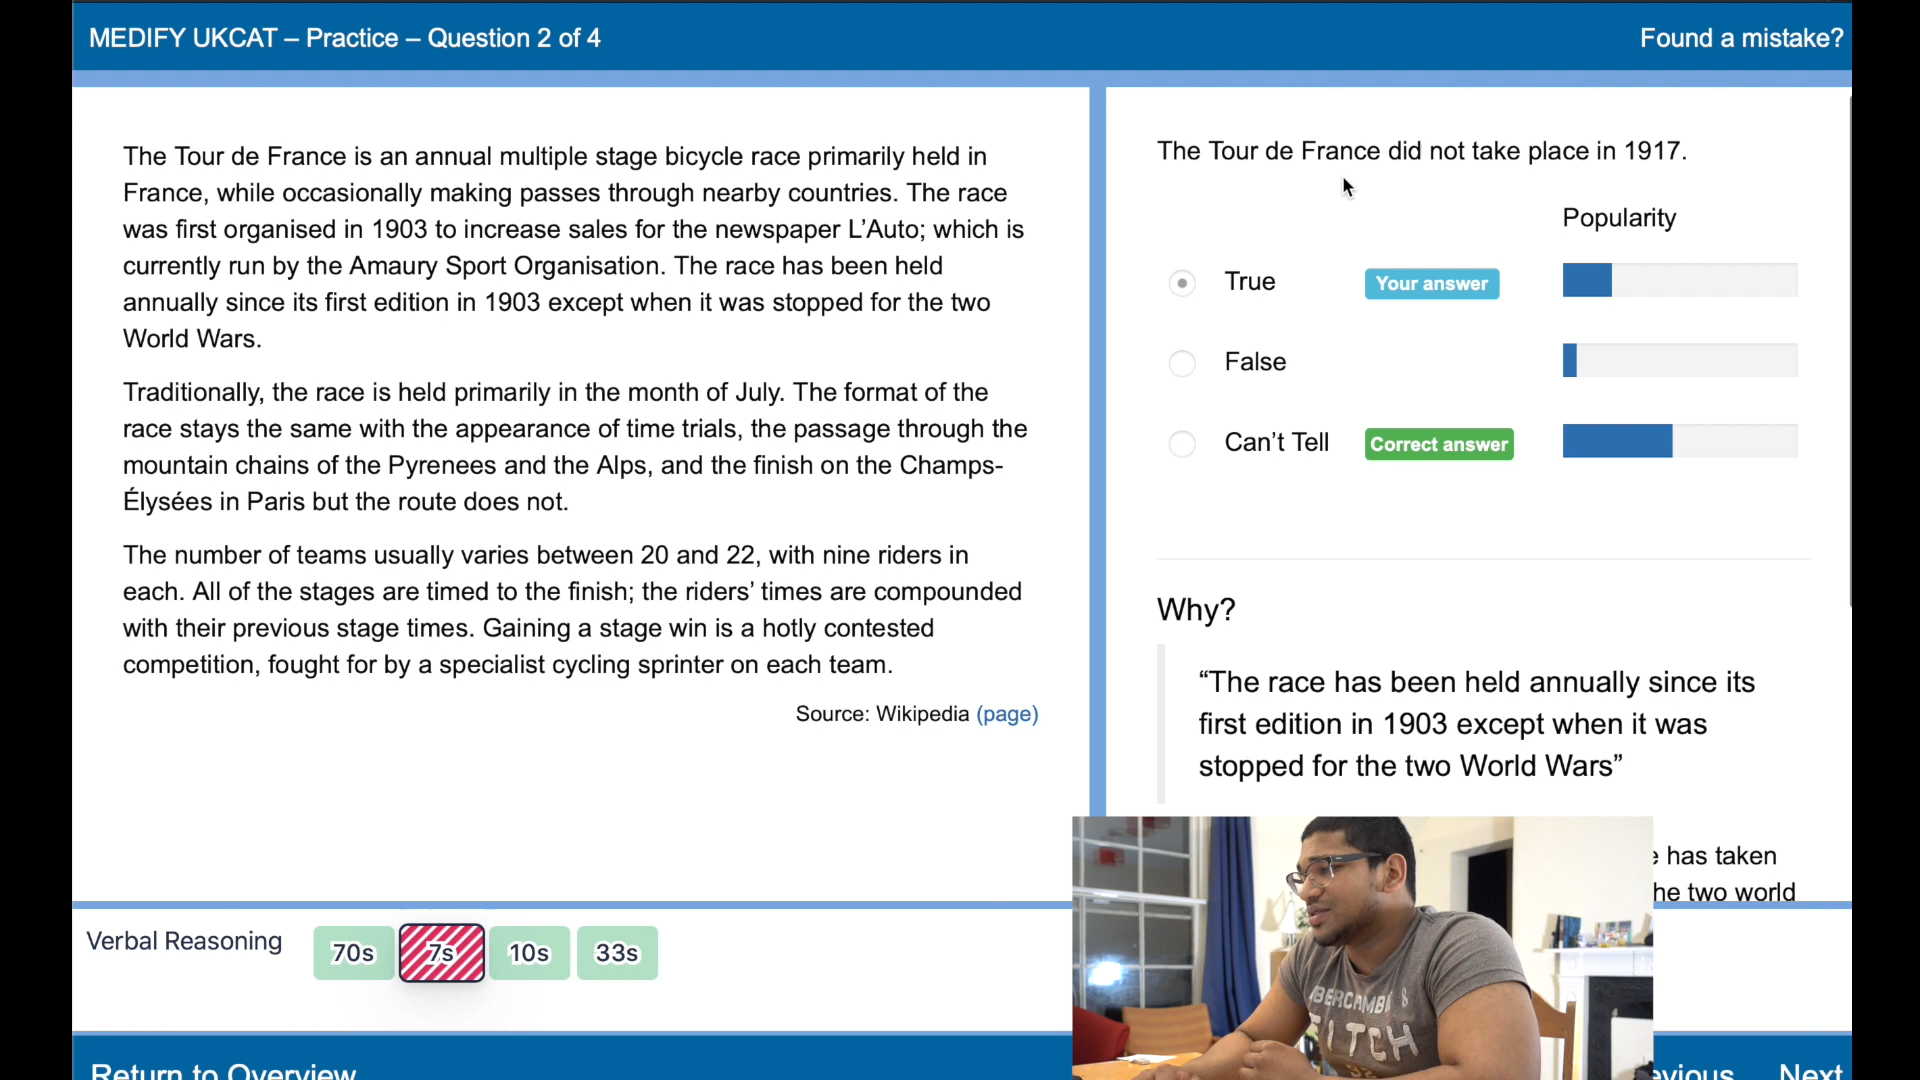 MEDIFY UKCAT – Practice – Question 2 of 4
Found a mistake?
The Tour de France is an annual multiple stage bicycle race primarily held in
France, while occasionally making passes through nearby countries. The race
was first organised in 1903 to increase sales for the newspaper L’Auto; which is
currently run by the Amaury Sport Organisation. The race has been held
annually since its first edition in 1903 except when it was stopped for the two
World Wars.
Traditionally, the race is held primarily in the month of July. The format of the
race stays the same with the appearance of time trials, the passage through the
mountain chains of the Pyrenees and the Alps, and the finish on the Champs-
Élysées in Paris but the route does not.
The number of teams usually varies between 20 and 22, with nine riders in
each. All of the stages are timed to the finish; the riders’ times are compounded
with their previous stage times. Gaining a stage win is a hotly contested
competition, fought for by a specialist cycling sprinter on each team.
Source: Wikipedia (page)
The Tour de France did not take place in 1917.
Popularity
True Your answer
False
Can’t Tell Correct answer
Why?
“The race has been held annually since its
first edition in 1903 except when it was
stopped for the two World Wars”
has taken
two world
Verbal Reasoning
70s 7s 10s 33s
Return to Overview
Next